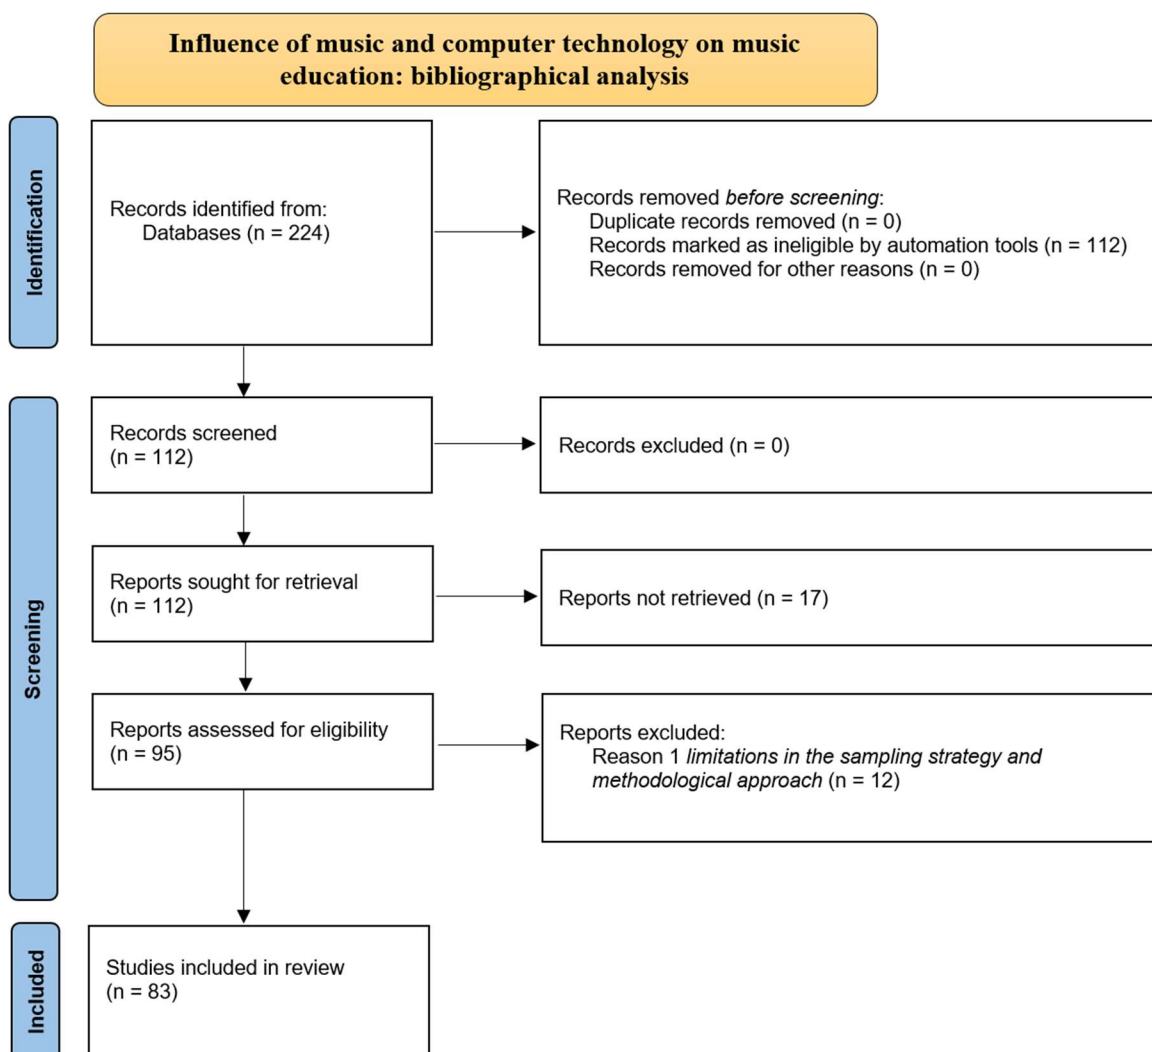 Influence of music and computer technology on music
education: bibliographical analysis
Identification
Records identified from:
Databases (n = 224)
Records removed before screening:
Duplicate records removed (n = 0)
Records marked as ineligible by automation tools (n = 112)
Records removed for other reasons (n = 0)
Screening
Records screened
(n = 112)
Records excluded (n = 0)
Reports sought for retrieval
(n = 112)
Reports not retrieved (n = 17)
Reports assessed for eligibility
(n = 95)
Reports excluded:
Reason 1 limitations in the sampling strategy and
methodological approach (n = 12)
Included
Studies included in review
(n = 83)